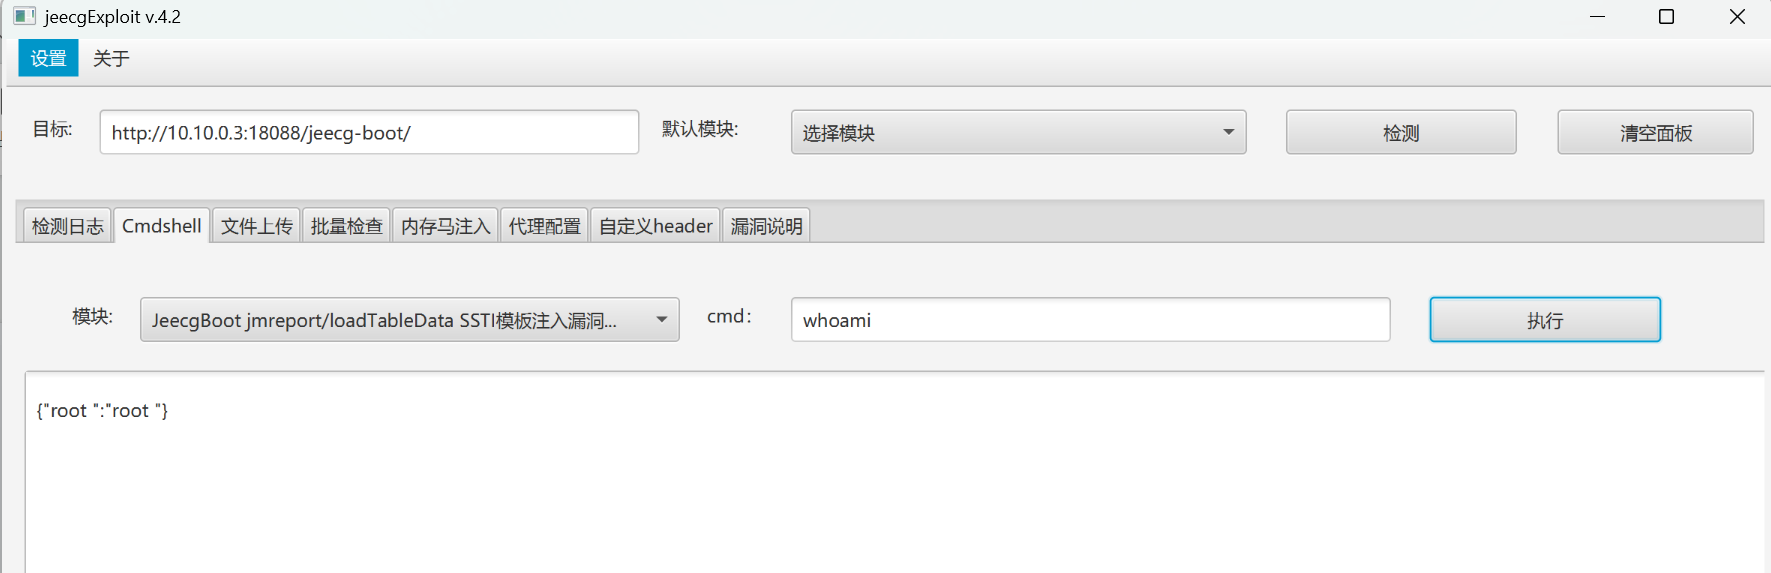 jeecgExploit v.4.2
设置 关于
目标: http://10.10.0.3:18088/jeecg-boot/ 默认模块: 选择模块 检测 清空面板
检测日志 Cmdshell 文件上传 批量检查 内存马注入 代理配置 自定义header 漏洞说明
模块: JeecgBoot jmreport/loadTableData SSTI模板注入漏洞... cmd: whoami 执行
{"root ":"root "}